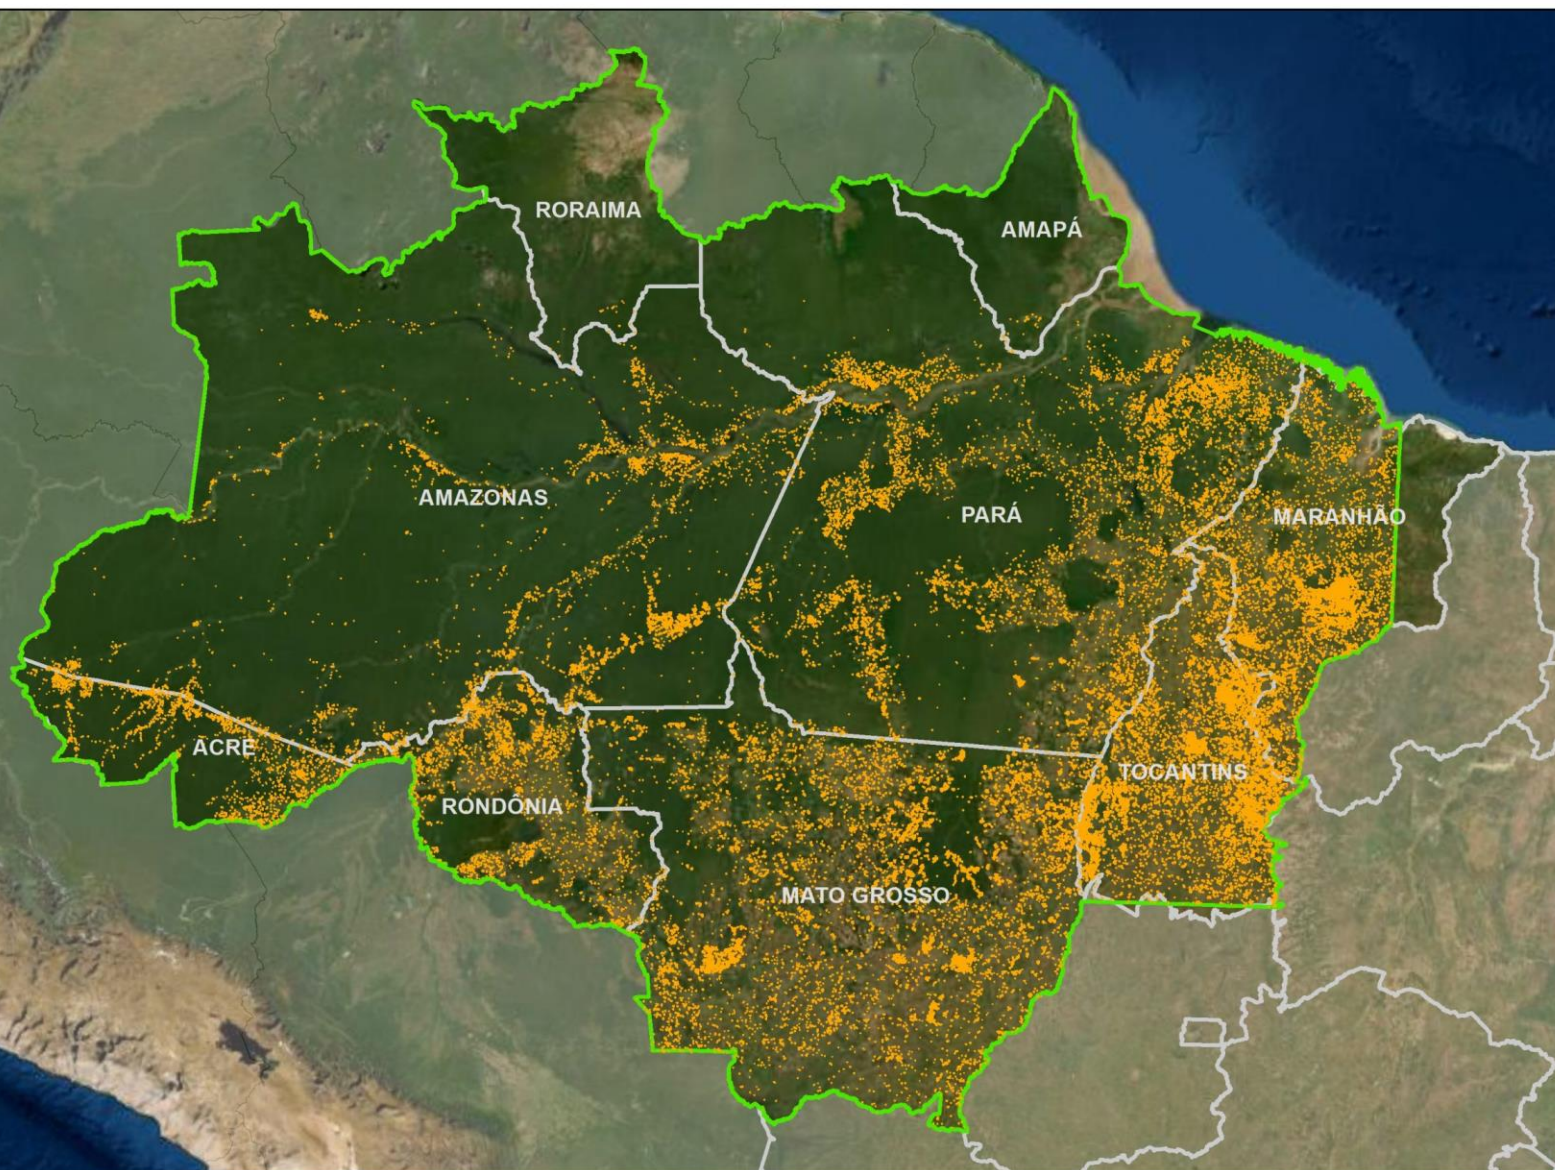 RORAIMA
AMAPÁ
AMAZONAS
PARÁ
MARANHÃO
ACRE
TOCANTINS
RONDÔNIA
MATO GROSSO